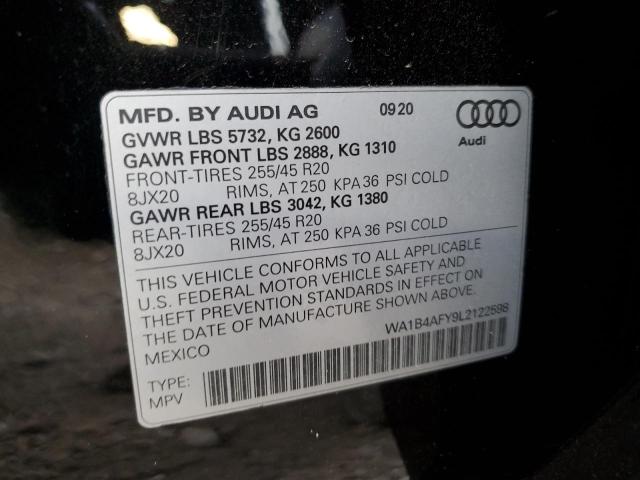 MFD. BY AUDI AG 0920
GVWR LBS 5732, KG 2600
GAWR FRONT LBS 2888, KG 1310
FRONT-TIRES 255/45 R20
8JX20 RIMS, AT 250 KPA 36 PSI COLD
GAWR REAR LBS 3042, KG 1380
REAR-TIRES 255/45 R20
8JX20 RIMS, AT 250 KPA 36 PSI COLD
Audi
THIS VEHICLE CONFORMS TO ALL APPLICABLE
U.S. FEDERAL MOTOR VEHICLE SAFETY AND
THEFT PREVENTION STANDARDS IN EFFECT ON
THE DATE OF MANUFACTURE SHOWN ABOVE.
MEXICO
WA1B4AFY9L2122598
TYPE:
MPV